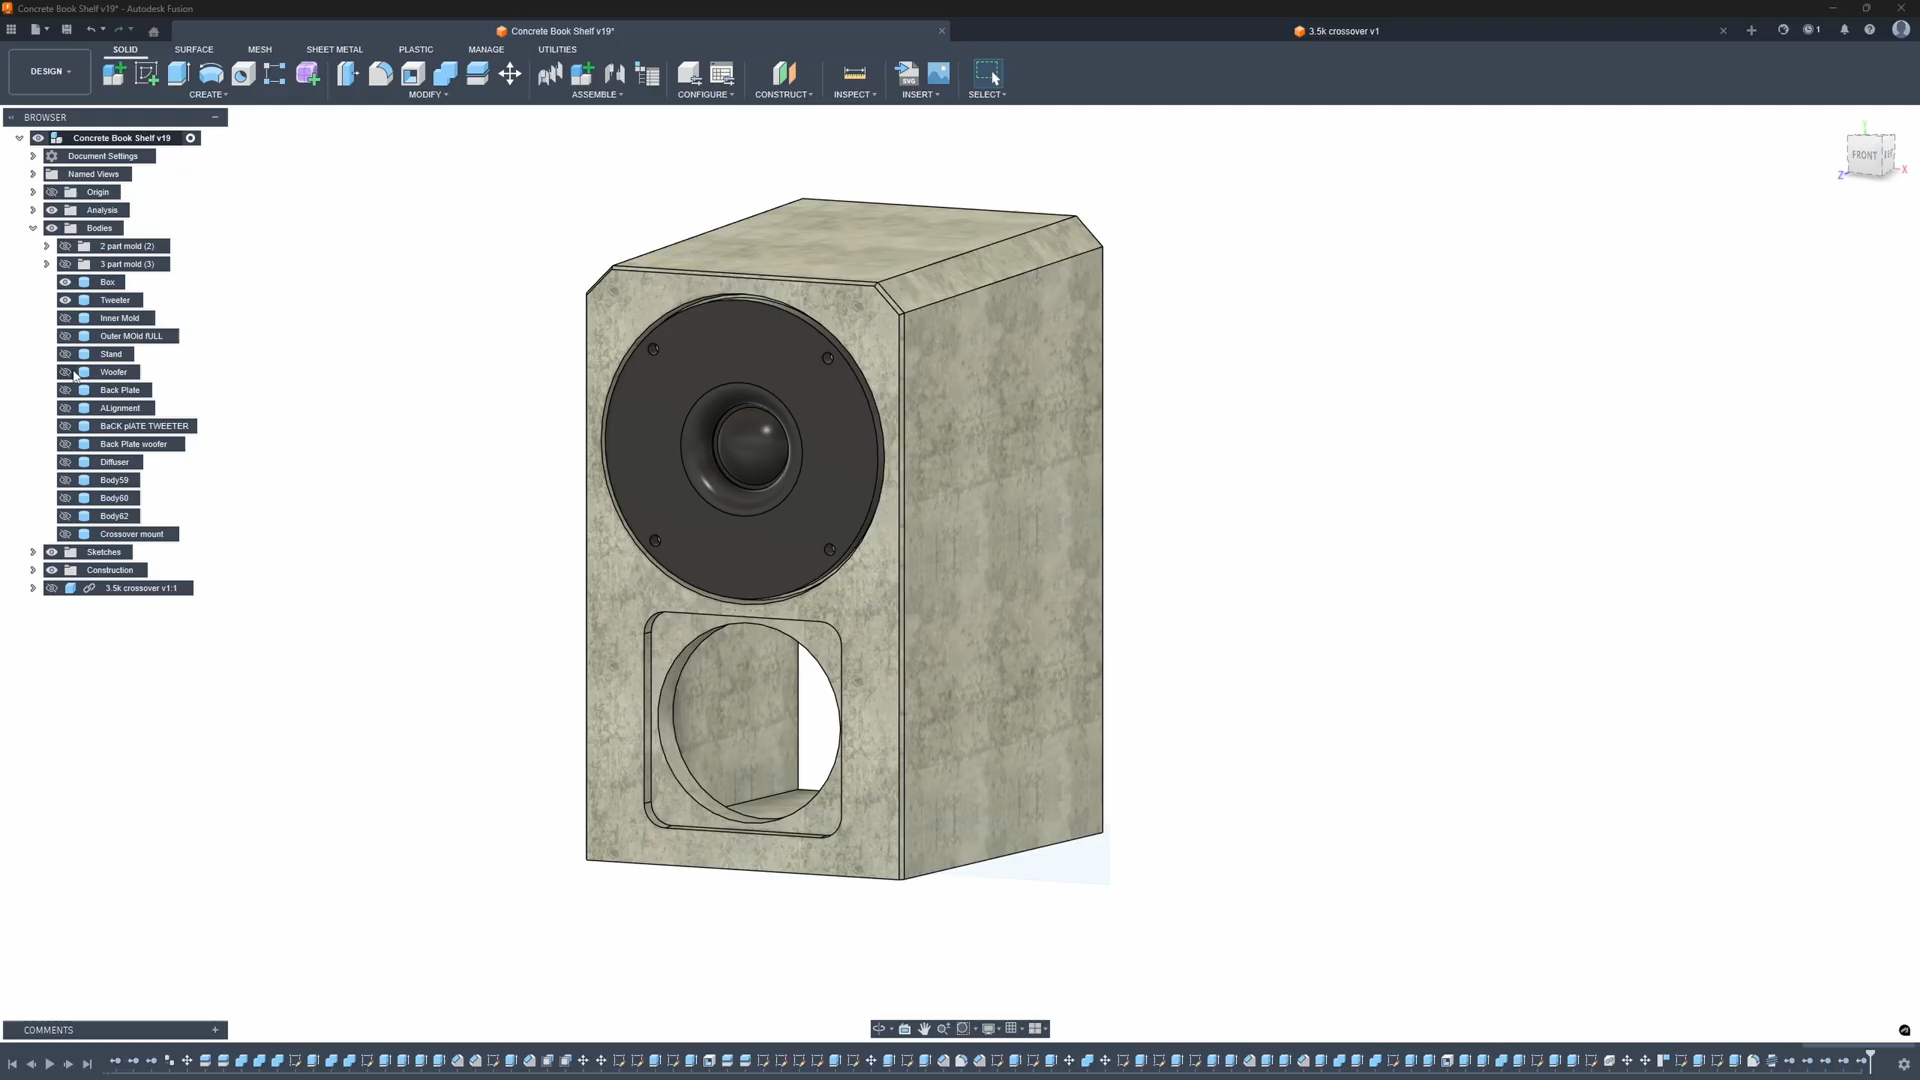 Concrete Book Shelf v19* - Autodesk Fusion
Concrete Book Shelf v19*
3.5k crossover v1
1
DESIGN
SOLID
SURFACE
MESH
SHEET METAL
PLASTIC
MANAGE
UTILITIES
CREATE
MODIFY
ASSEMBLE
CONFIGURE
CONSTRUCT
INSPECT
SVG
INSERT
SELECT
BROWSER
Concrete Book Shelf v19
Document Settings
Named Views
Origin
Analysis
Bodies
2 part mold (2)
3 part mold (3)
Box
Tweeter
Inner Mold
Outer MOld fULL
Stand
Woofer
Back Plate
ALignment
BaCK plATE TWEETER
Back Plate woofer
Diffuser
Body59
Body60
Body62
Crossover mount
Sketches
Construction
3.5k crossover v1:1
Y
FRONT
Z
X
COMMENTS